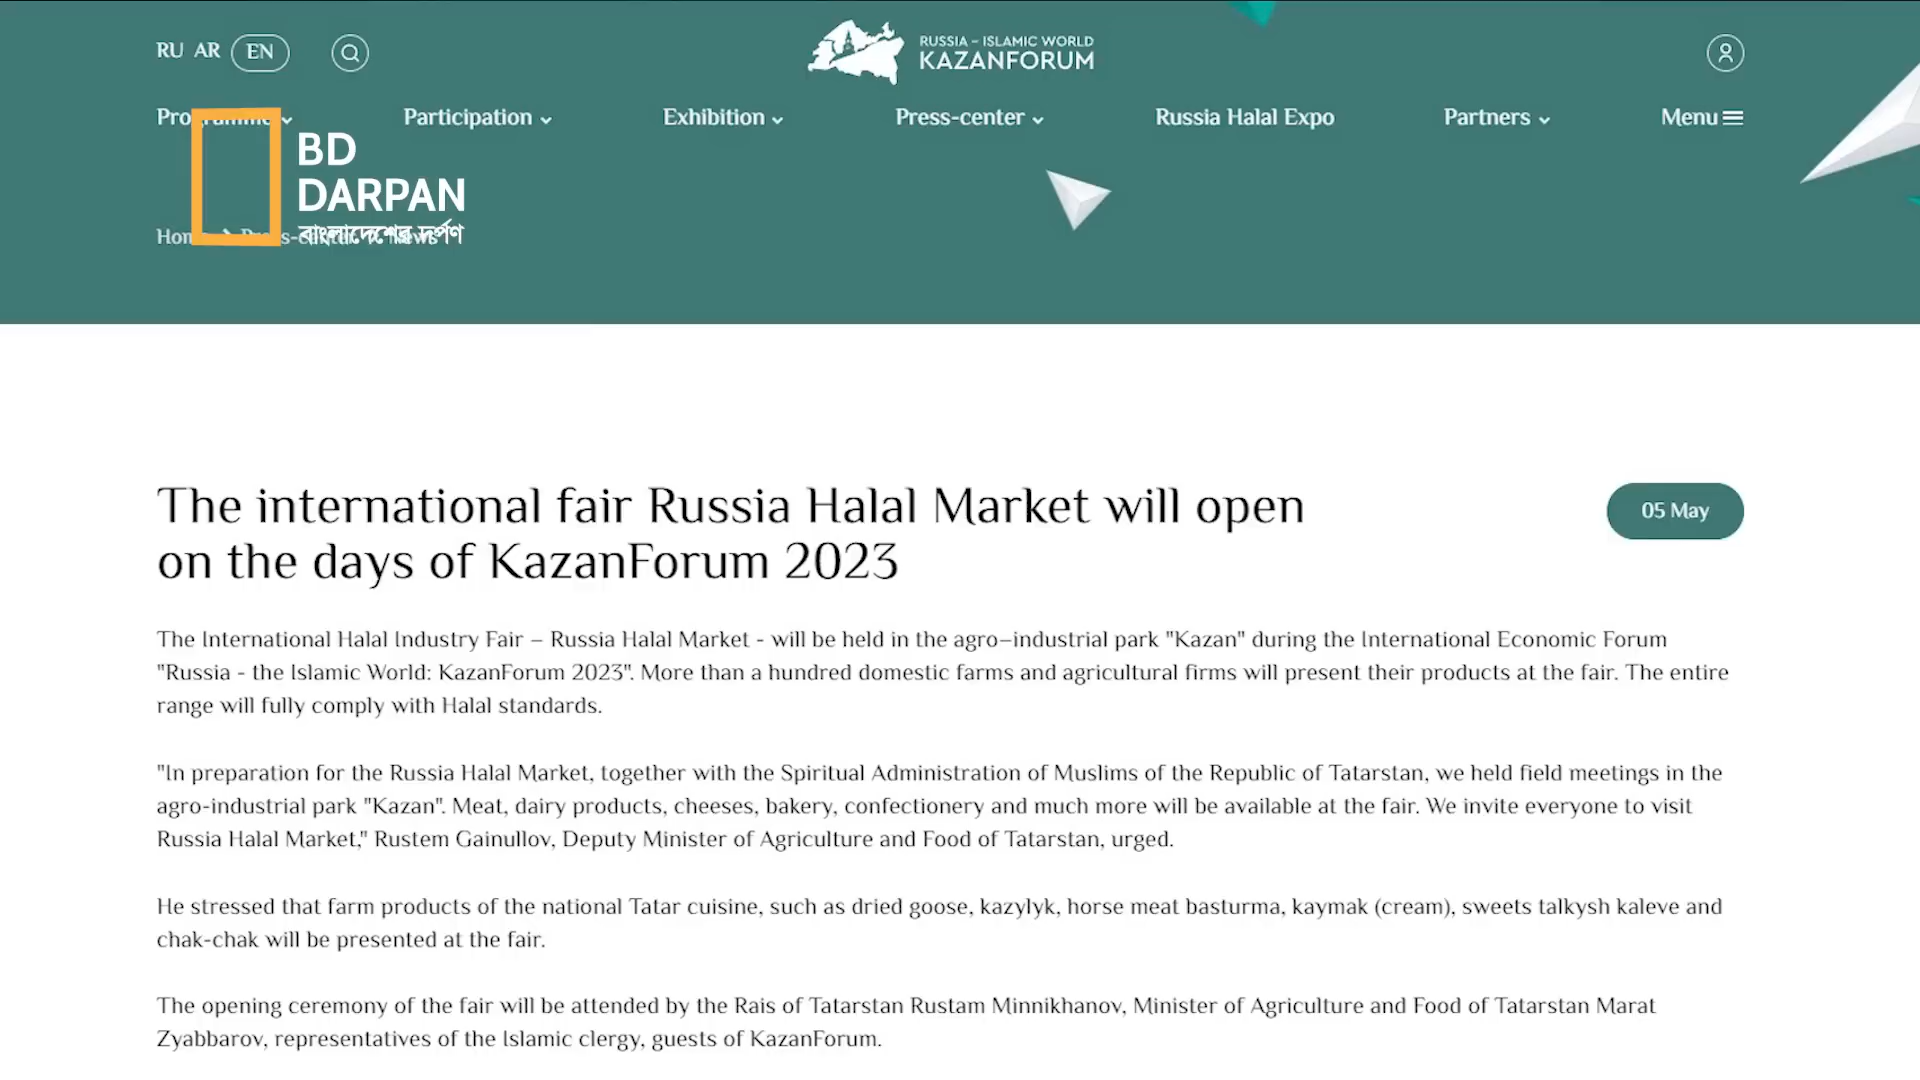 RU AR EN
RUSSIA – ISLAMIC WORLD
KAZANFORUM
Programme Participation Exhibition Press-center Russia Halal Expo Partners Menu
BD
DARPAN
বাংলাদেশের দর্পণ
Home Press-center News
The international fair Russia Halal Market will open
on the days of KazanForum 2023
05 May
The International Halal Industry Fair – Russia Halal Market - will be held in the agro–industrial park "Kazan" during the International Economic Forum
"Russia - the Islamic World: KazanForum 2023". More than a hundred domestic farms and agricultural firms will present their products at the fair. The entire
range will fully comply with Halal standards.
"In preparation for the Russia Halal Market, together with the Spiritual Administration of Muslims of the Republic of Tatarstan, we held field meetings in the
agro-industrial park "Kazan". Meat, dairy products, cheeses, bakery, confectionery and much more will be available at the fair. We invite everyone to visit
Russia Halal Market," Rustem Gainullov, Deputy Minister of Agriculture and Food of Tatarstan, urged.
He stressed that farm products of the national Tatar cuisine, such as dried goose, kazylyk, horse meat basturma, kaymak (cream), sweets talkysh kaleve and
chak-chak will be presented at the fair.
The opening ceremony of the fair will be attended by the Rais of Tatarstan Rustam Minnikhanov, Minister of Agriculture and Food of Tatarstan Marat
Zyabbarov, representatives of the Islamic clergy, guests of KazanForum.